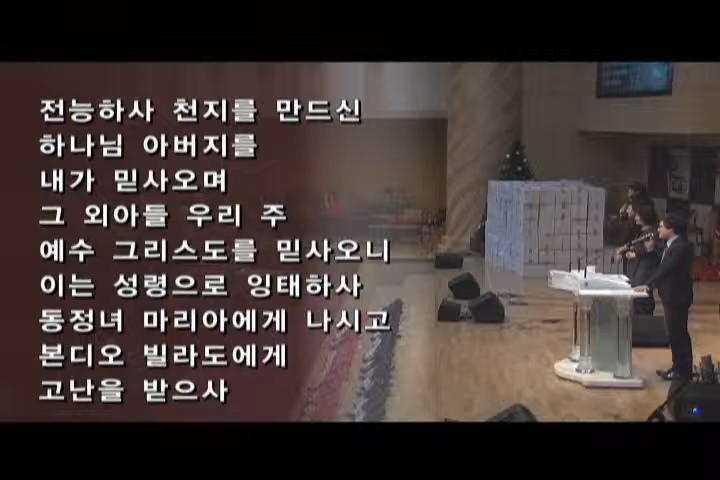 전능하사 천지를 만드신
하나님 아버지를
내가 믿사오며
그 외아들 우리 주
예수 그리스도를 믿사오니
이는 성령으로 잉태하사
동정녀 마리아에게 나시고
본디오 빌라도에게
고난을 받으사